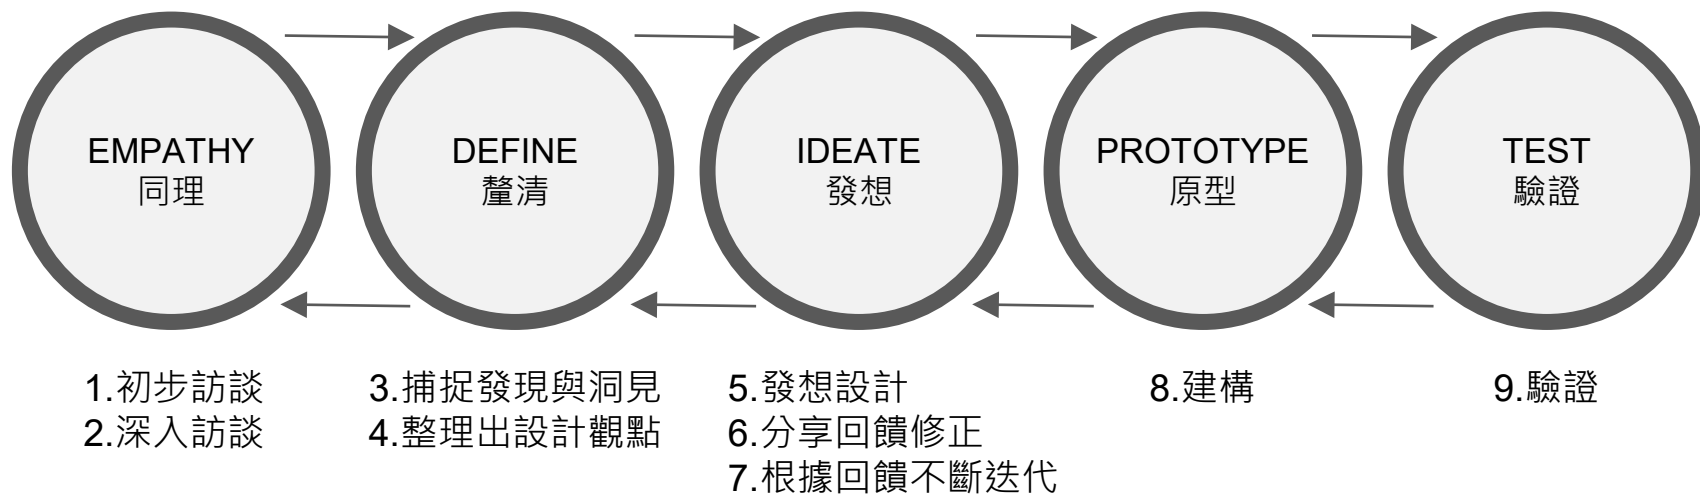 EMPATHY
同理
DEFINE
釐清
IDEATE
發想
PROTOTYPE
原型
TEST
驗證
1.初步訪談
2.深入訪談
3.捕捉發現與洞見
4.整理出設計觀點
5.發想設計
6.分享回饋修正
7.根據回饋不斷迭代
8.建構
9.驗證